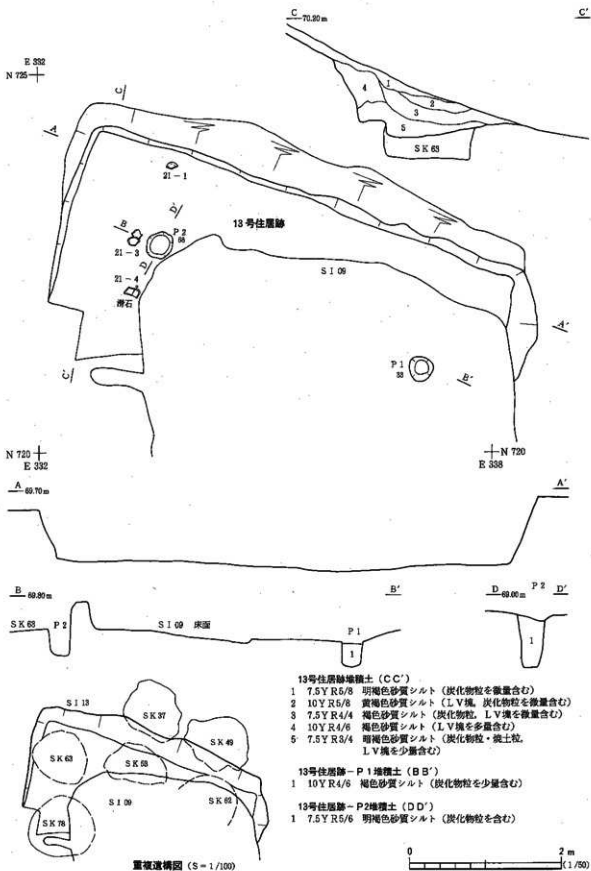 C 70.20m C'
E 332
N 725
1
4
2
3
5
SK 63
C
A
21-1
D'
13号住居跡
B
P 2
68
21-3
D
21-4
滑石
S I 09
A'
P 1
33
B'
C'
N 720
E 332
N 720
E 338
A 69.70m A'
B 69.80m B'
SK 63 P 2 S I 09 床面 P 1
1
P 2
D 69.00m D'
1
13号住居跡堆積土(CC')
1 7.5YR5/8 明褐色砂質シルト(炭化物粒を微量含む)
2 10YR5/8 黄褐色砂質シルト(LV塊, 炭化物粒を微量含む)
3 7.5YR4/4 褐色砂質シルト(炭化物粒, LV塊を微量含む)
4 10YR4/6 褐色砂質シルト(LV塊を多量含む)
5 7.5YR3/4 暗褐色砂質シルト(炭化物粒・焼土粒,
LV塊を少量含む)
13号住居跡-P1堆積土(BB')
1 10YR4/6 褐色砂質シルト(炭化物粒を少量含む)
13号住居跡-P2堆積土(DD')
1 7.5YR5/6 明褐色砂質シルト(炭化物粒を含む)
S I 13
SK 37
SK 49
SK 63
SK 58
SK 62
S I 09
SK 78
重複遺構図(S=1/100)
0 2 m
(1/50)